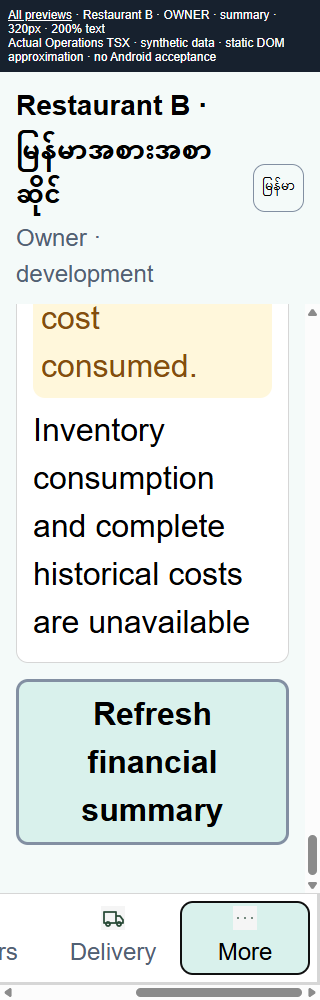 All previews · Restaurant B · OWNER · summary ·
320px · 200% text
Actual Operations TSX · synthetic data · static DOM
approximation · no Android acceptance
Restaurant B ·
မြန်မာအစားအစာ
ဆိုင်
မြန်မာ
Owner ·
development
cost
consumed.
Inventory
consumption
and complete
historical costs
are unavailable
Refresh
financial
summary
rs
Delivery
More